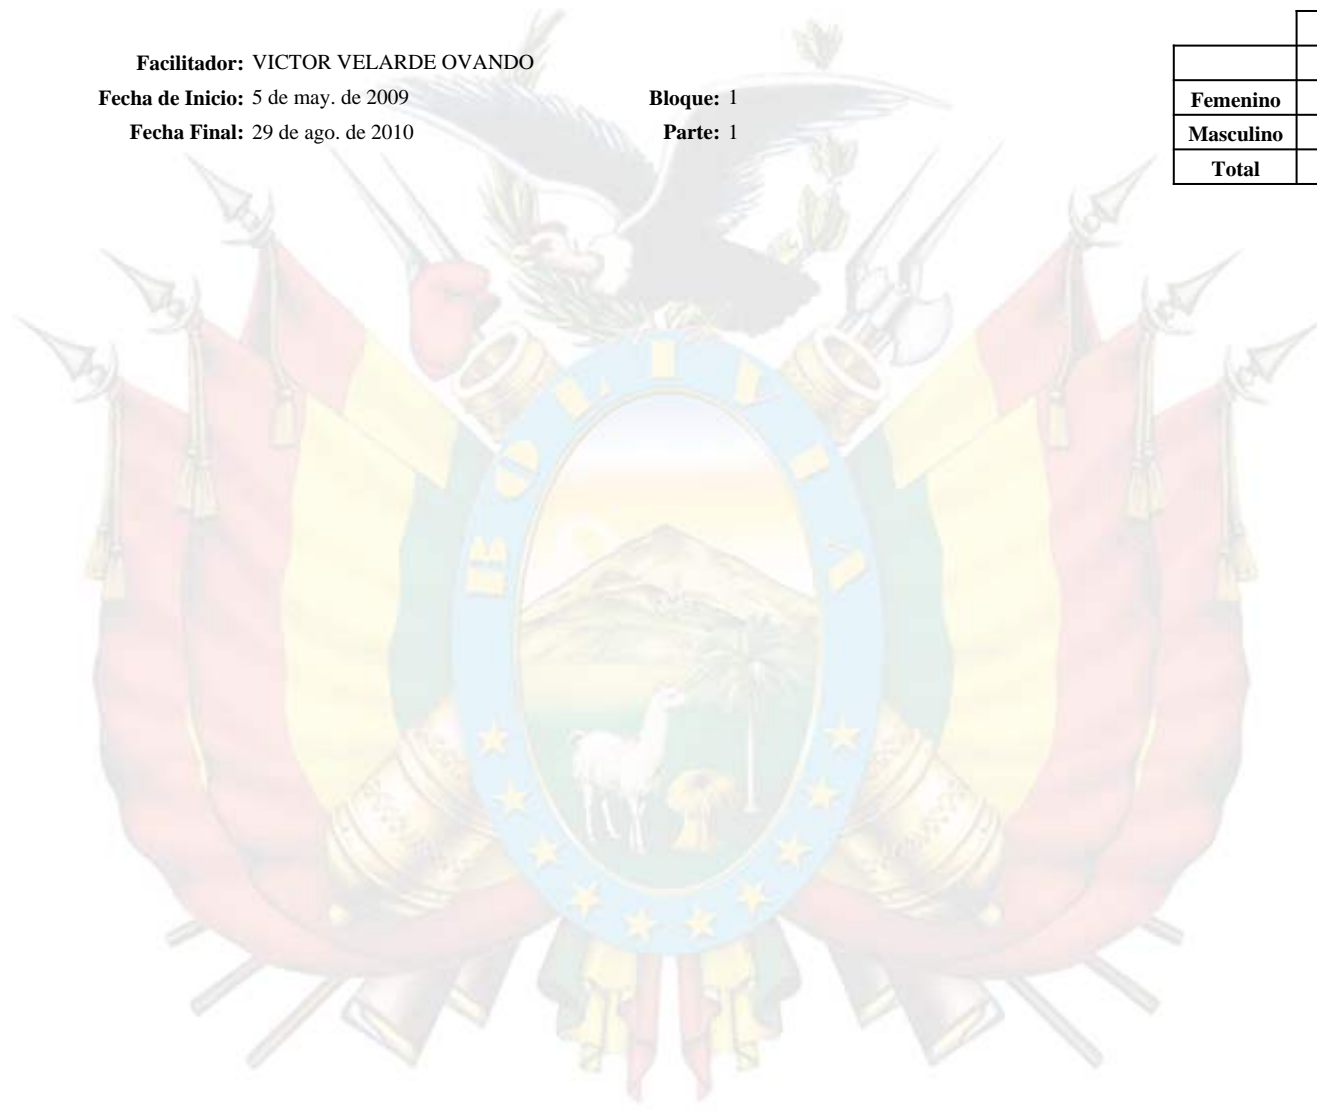 Facilitador: VICTOR VELARDE OVANDO
Fecha de Inicio: 5 de may. de 2009 Bloque: 1
Fecha Final: 29 de ago. de 2010 Parte: 1
Femenino
Masculino
Total
BOLIVIA